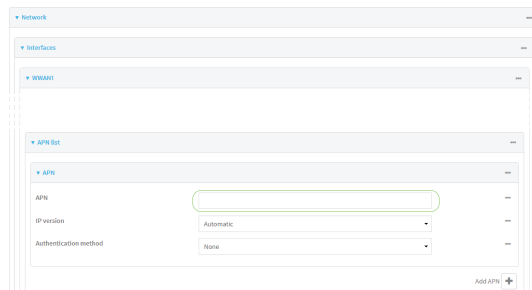 Network
Interfaces
WWAN1
APN list
APN
APN
IP version
Automatic
Authentication method
None
Add APN